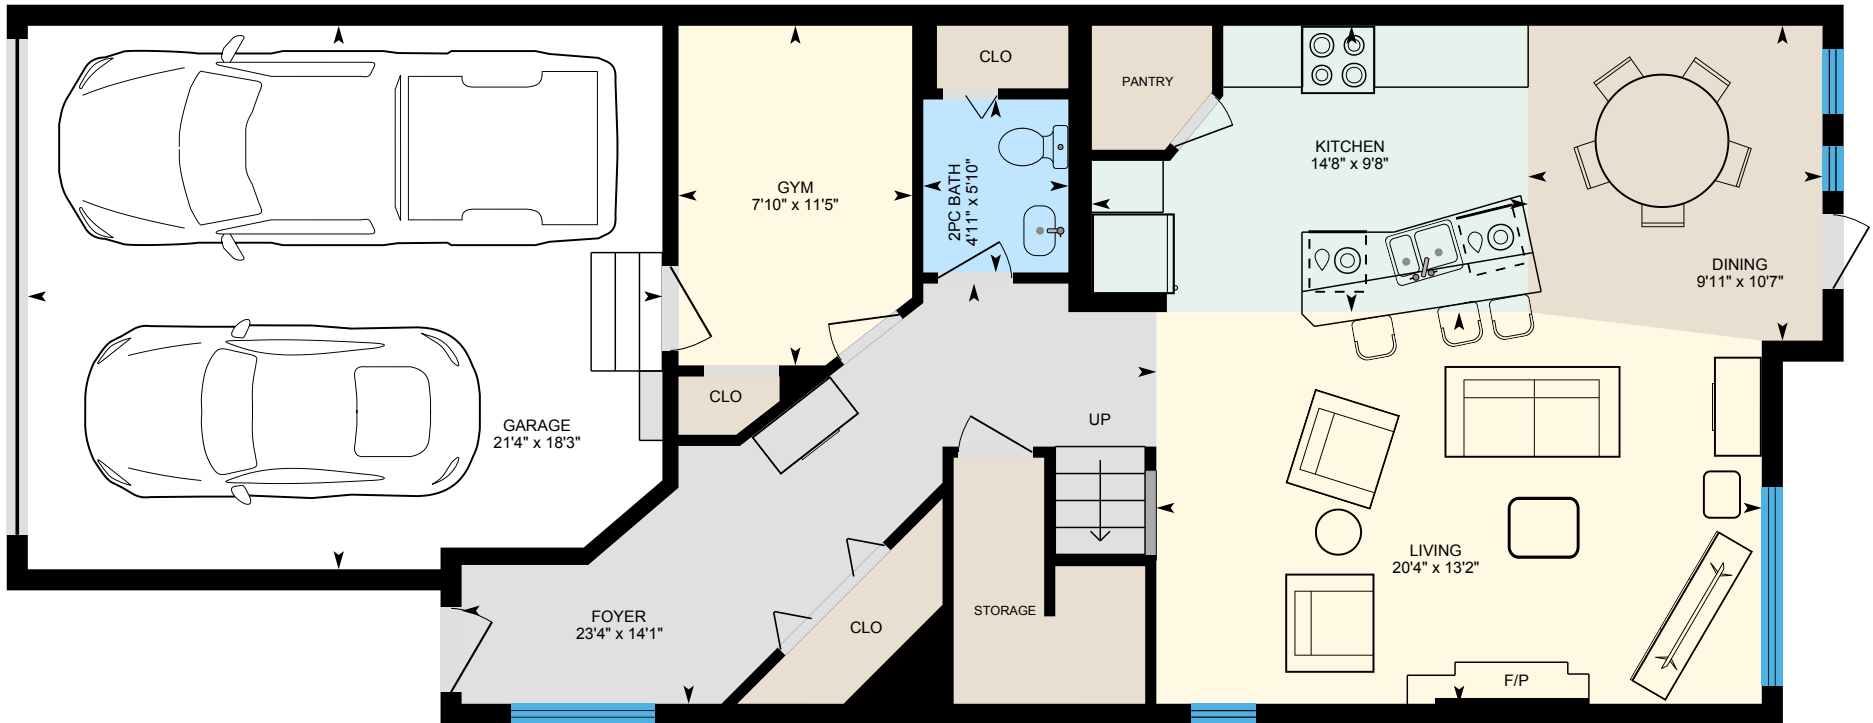 CLO
PANTRY
KITCHEN
14'8" x 9'8"
GYM
7'10" x 11'5"
2PC BATH
4'11" x 5'10"
DINING
9'11" x 10'7"
CLO
GARAGE
21'4" x 18'3"
UP
LIVING
20'4" x 13'2"
FOYER
23'4" x 14'1"
CLO
STORAGE
F/P